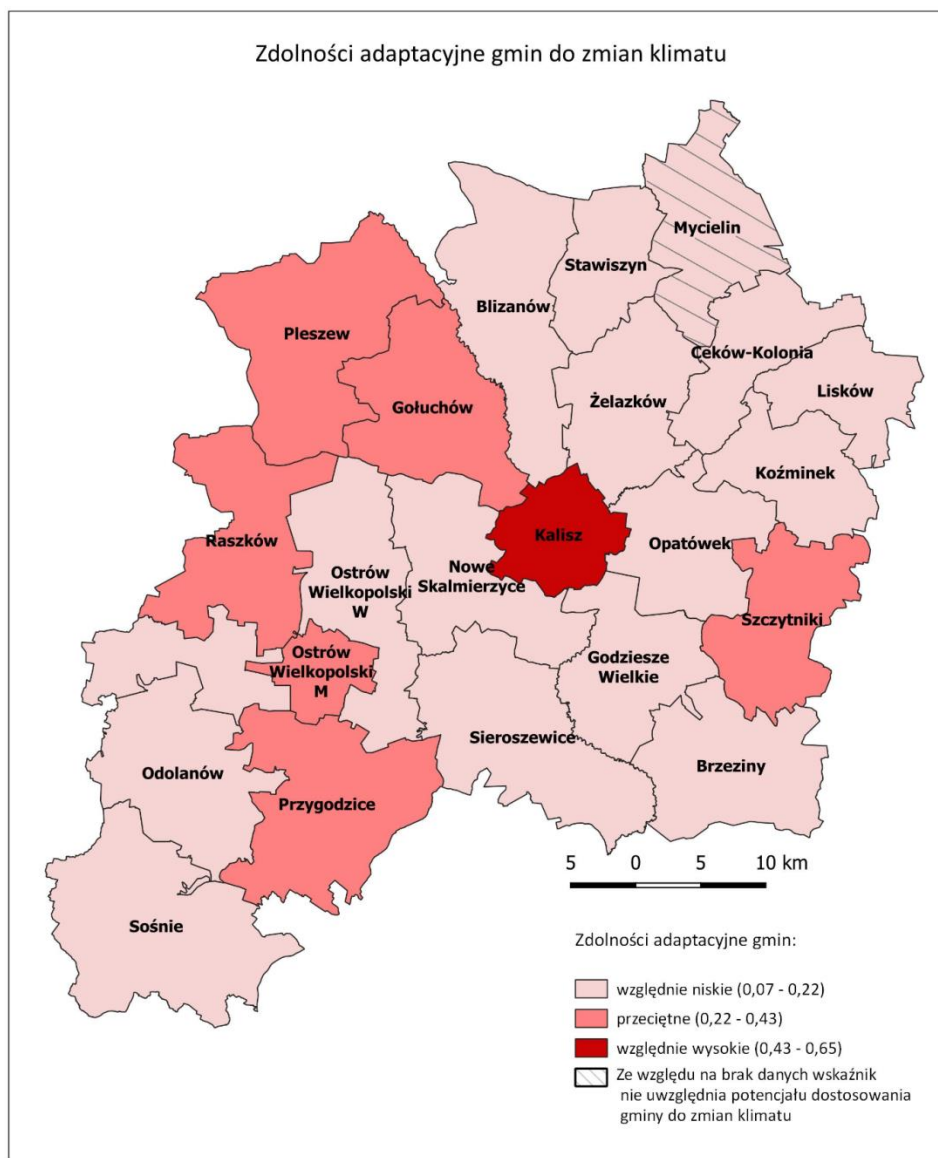 Zdolności adaptacyjne gmin do zmian klimatu
Mycielin
Stawiszyn
Blizanów
Pleszew
Ceków-Kolonia
Lisków
Gołuchów
Żelazków
Koźminek
Kalisz
Opatówek
Raszków
Nowe
Skalmierzyce
Ostrów
Wielkopolski
W
Szczytniki
Ostrów
Wielkopolski
M
Godziesze
Wielkie
Sieroszewice
Brzeziny
Odolanów
Przygodzice
5 0 5 10 km
Sośnie
Zdolności adaptacyjne gmin:
względnie niskie (0,07 - 0,22)
przeciętne (0,22 - 0,43)
względnie wysokie (0,43 - 0,65)
Ze względu na brak danych wskaźnik
nie uwzględnia potencjału dostosowania
gminy do zmian klimatu